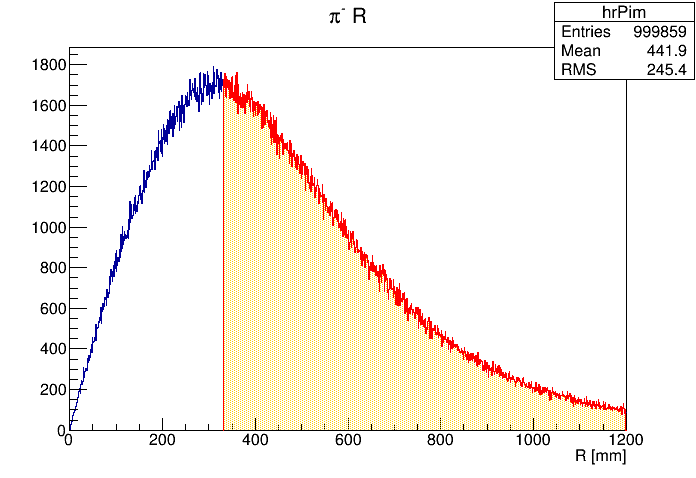 π⁻ R
hrPim
Entries 999859
Mean 441.9
RMS 245.4
1800
1600
1400
1200
1000
800
600
400
200
0
0 200 400 600 800 1000 1200
R [mm]